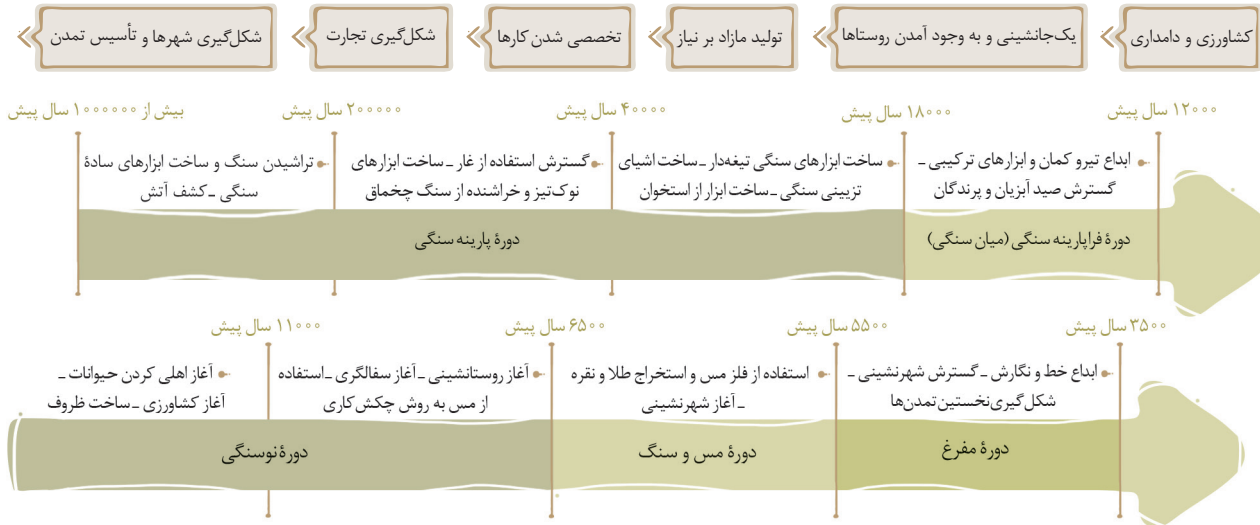 کشاورزی و دامداری
یک‌جانشینی و به وجود آمدن روستاها
تولید مازاد بر نیاز
تخصصی شدن کارها
شکل‌گیری تجارت
شکل‌گیری شهرها و تأسیس تمدن
بیش از ۱۰۰۰۰۰۰ سال پیش
۲۰۰۰۰۰ سال پیش
۴۰۰۰۰ سال پیش
۱۸۰۰۰ سال پیش
۱۲۰۰۰ سال پیش
تراشیدن سنگ و ساخت ابزارهای سادهٔ
سنگی ـ کشف آتش
گسترش استفاده از غار ـ ساخت ابزارهای
نوک‌تیز و خراشنده از سنگ چخماق
ساخت ابزارهای سنگی تیغه‌دار ـ ساخت اشیای
تزیینی سنگی ـ ساخت ابزار از استخوان
ابداع تیر و کمان و ابزارهای ترکیبی ـ
گسترش صید آبزیان و پرندگان
دورهٔ پارینه سنگی
دورهٔ فراپارینه سنگی (میان سنگی)
۱۱۰۰۰ سال پیش
۶۵۰۰ سال پیش
۵۵۰۰ سال پیش
۳۵۰۰ سال پیش
آغاز اهلی کردن حیوانات ـ
آغاز کشاورزی ـ ساخت ظروف
آغاز روستانشینی ـ آغاز سفالگری ـ استفاده
از مس به روش چکش‌کاری
استفاده از فلز مس و استخراج طلا و نقره
ـ آغاز شهرنشینی
ابداع خط و نگارش ـ گسترش شهرنشینی ـ
شکل‌گیری نخستین تمدن‌ها
دورهٔ نوسنگی
دورهٔ مس و سنگ
دورهٔ مفرغ